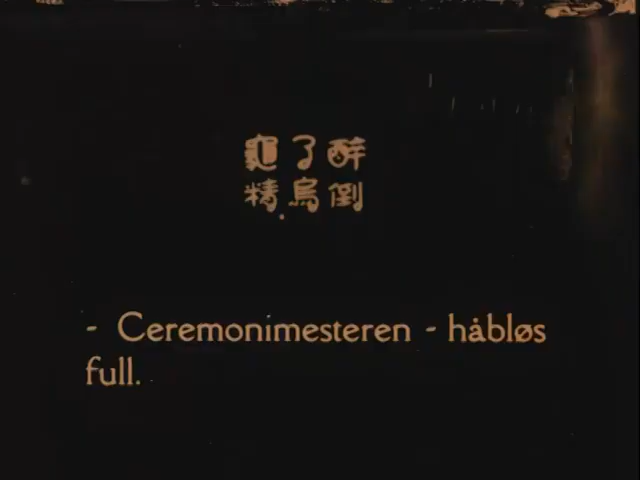 醉倒
了烏
龜精
- Ceremonimesteren - håbløs
full.